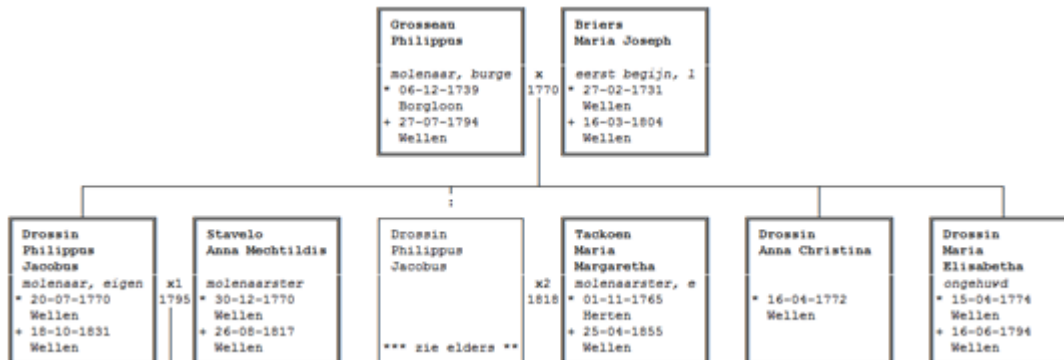 Grosseau
Philippus
molenaar, burge
* 06-12-1739
Borgloon
+ 27-07-1794
Wellen
x
1770
Briers
Maria Joseph
eerst begijn, l
* 27-02-1731
Wellen
+ 16-03-1804
Wellen
Drossin
Philippus
Jacobus
molenaar, eigen
* 20-07-1770
Wellen
+ 18-10-1831
Wellen
x1
1795
Stavelo
Anna Mechtildis
molenaarster
* 30-12-1770
Wellen
+ 26-08-1817
Wellen
Drossin
Philippus
Jacobus
*** zie elders **
x2
1818
Tackoen
Maria
Margaretha
molenaarster, e
* 01-11-1765
Herten
+ 25-04-1855
Wellen
Drossin
Anna Christina
* 16-04-1772
Wellen
Drossin
Maria
Elisabetha
ongehuwd
* 15-04-1774
Wellen
+ 16-06-1794
Wellen